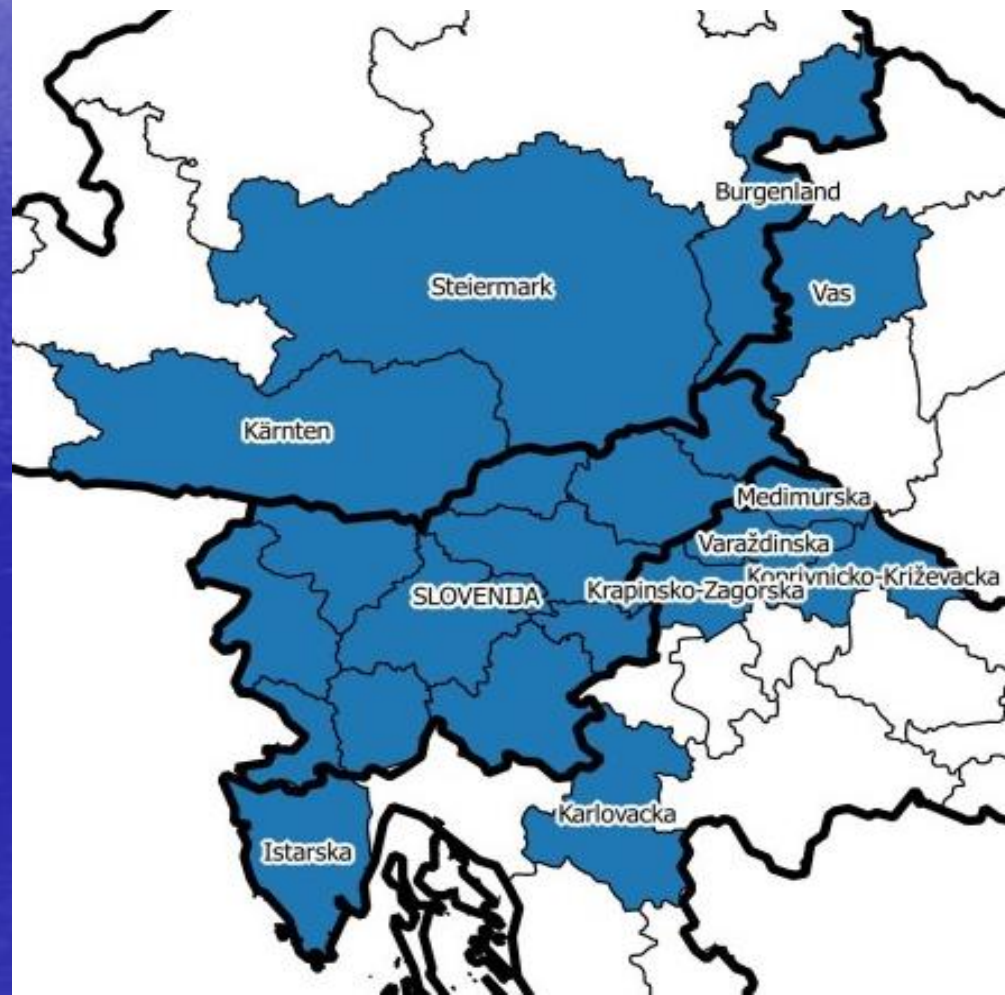 Burgenland
Steiermark
Vas
Kärnten
Medimurska
Varaždinska
Koprivnicko-Križevacka
Krapinsko-Zagorska
SLOVENIJA
Karlovacka
Istarska